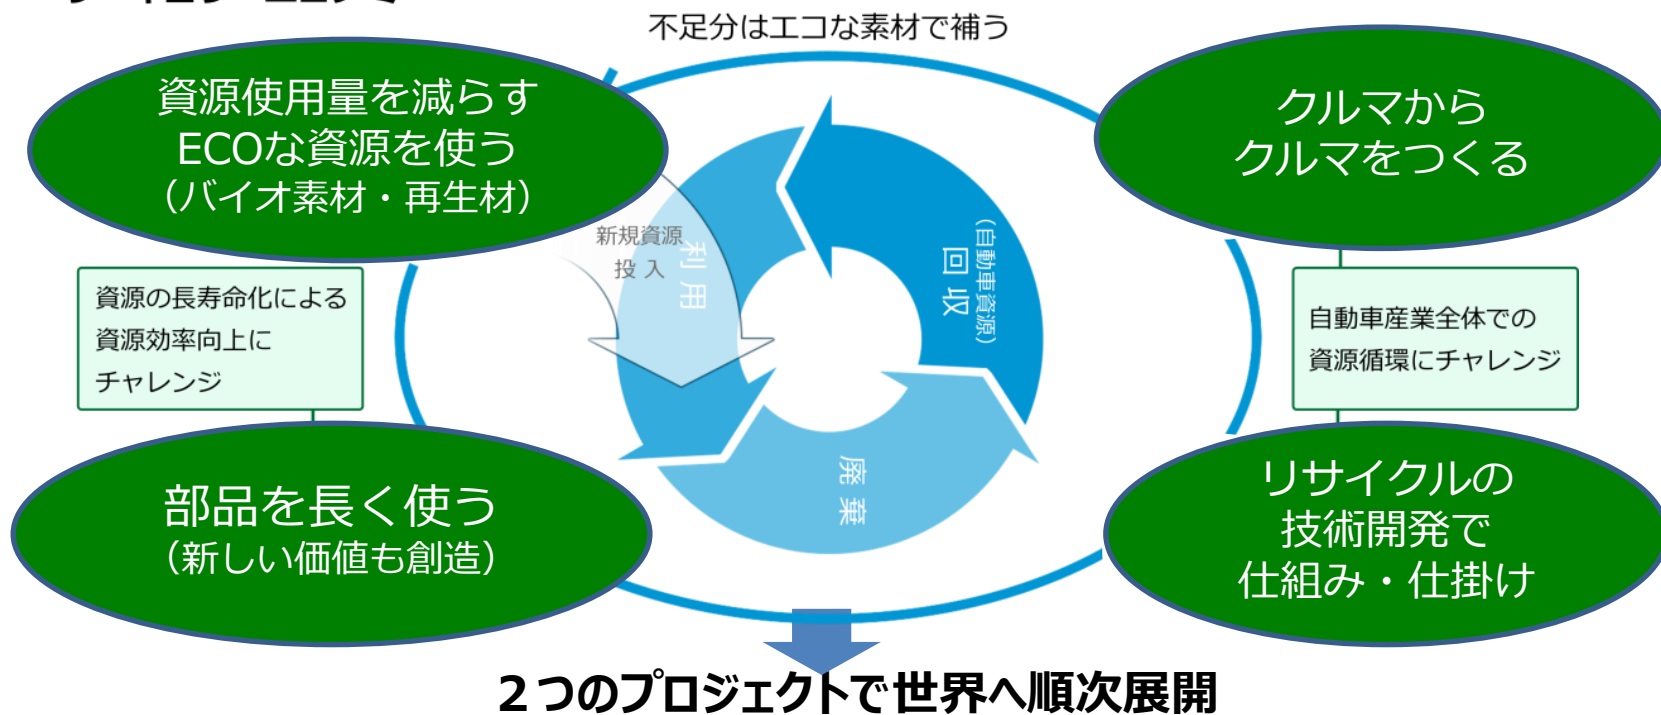 不足分はエコな素材で補う
資源使用量を減らす
ECOな資源を使う
（バイオ素材・再生材）
クルマから
クルマをつくる
新規資源
投入
利用
（自動車資源）
回収
廃棄
資源の長寿命化による
資源効率向上に
チャレンジ
自動車産業全体での
資源循環にチャレンジ
部品を長く使う
（新しい価値も創造）
リサイクルの
技術開発で
仕組み・仕掛け
２つのプロジェクトで世界へ順次展開